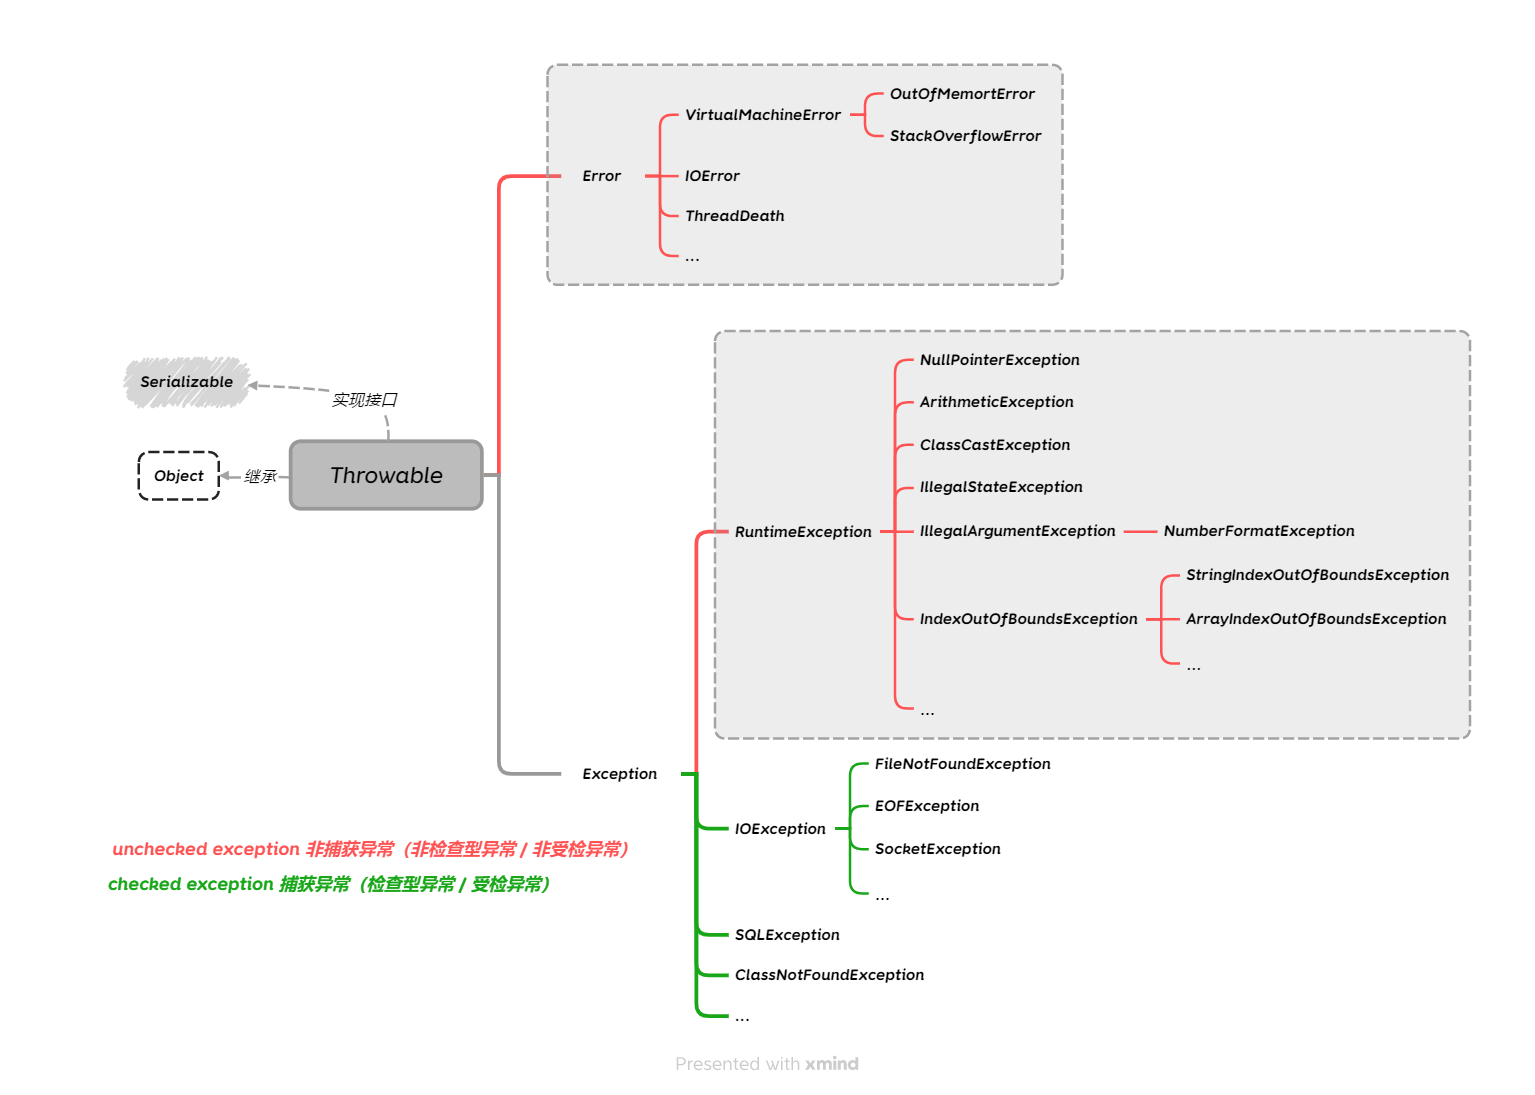 OutOfMemortError
VirtualMachineError
StackOverflowError
Error
IOError
ThreadDeath
...
Serializable
实现接口
Object
继承
Throwable
NullPointerException
ArithmeticException
ClassCastException
IllegalStateException
RuntimeException
IllegalArgumentException
NumberFormatException
StringIndexOutOfBoundsException
IndexOutOfBoundsException
ArrayIndexOutOfBoundsException
...
...
Exception
FileNotFoundException
EOFException
IOException
SocketException
...
SQLException
ClassNotFoundException
...
unchecked exception 非捕获异常（非检查型异常 / 非受检异常）
checked exception 捕获异常（检查型异常 / 受检异常）
Presented with xmind